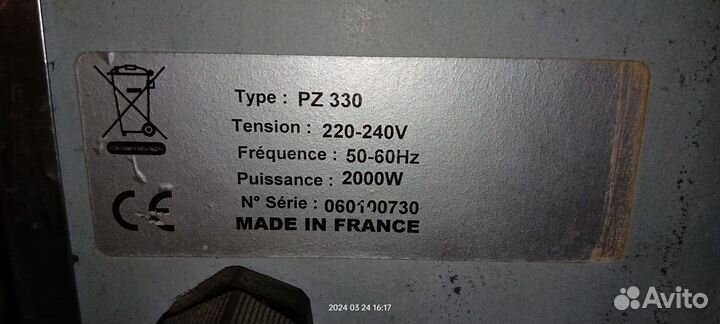 Type : PZ 330
Tension : 220-240V
Fréquence : 50-60Hz
Puissance : 2000W
N° Série : 060100730
MADE IN FRANCE
CE
2024 03 24 16:17
Avito